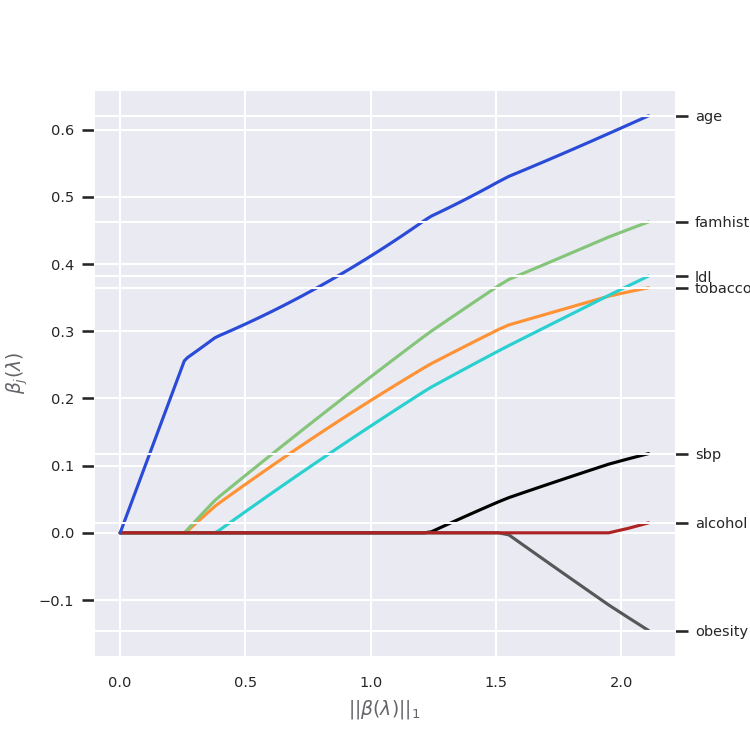 age
0.6
0.5
famhist
0.4
ldl
tobacco
0.3
0.2
sbp
0.1
alcohol
0.0
−0.1
obesity
βj(λ)
0.0 0.5 1.0 1.5 2.0
||β(λ)||1